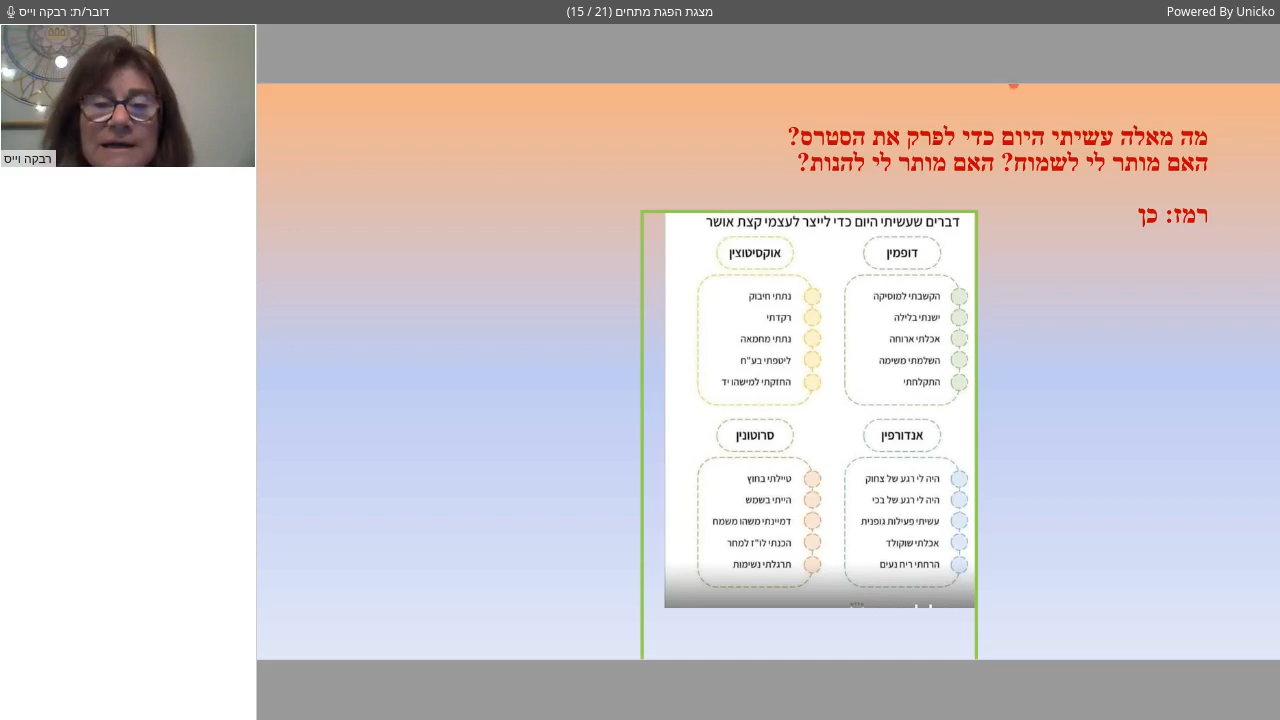 דובר/ת: רבקה וייס
מצגת הפגת מתחים (21 / 15)
Powered By Unicko
רבקה וייס
מה מאלה עשיתי היום כדי לפרק את הסטרס?
האם מותר לי לשמוח? האם מותר לי להנות?
רמז: כן
דברים שעשיתי היום כדי לייצר לעצמי קצת אושר
דופמין
הקשבתי למוסיקה
ישנתי בלילה
אכלתי ארוחה
השלמתי משימה
התקלחתי
אוקסיטוצין
נתתי חיבוק
רקדתי
נתתי מחמאה
ליטפתי בע"ח
החזקתי למישהו יד
אנדורפין
היה לי רגע של צחוק
היה לי רגע של בכי
עשיתי פעילות גופנית
אכלתי שוקולד
הרחתי ריח נעים
סרוטונין
טיילתי בחוץ
הייתי בשמש
דמיינתי משהו משמח
הכנתי לו"ז למחר
תרגלתי נשימות